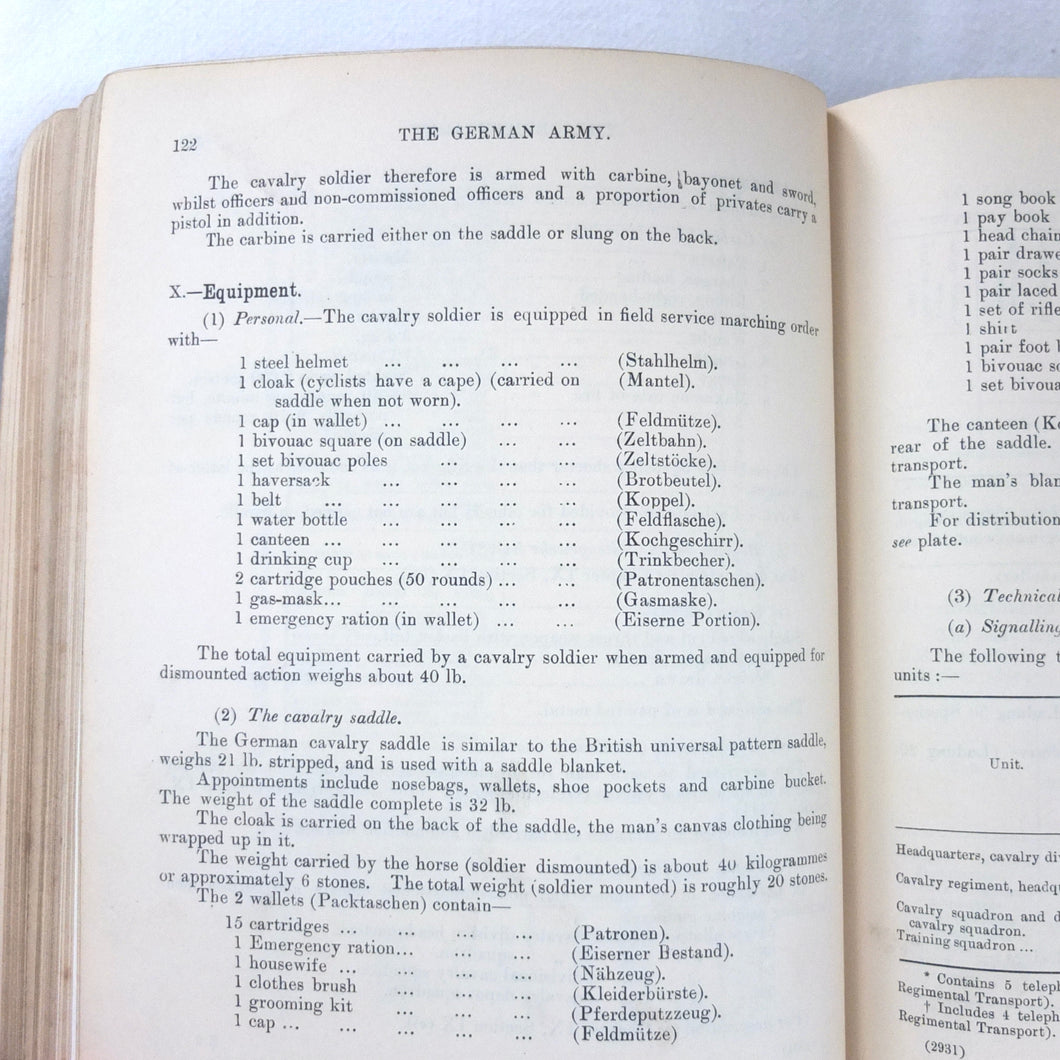 122
THE GERMAN ARMY.
The cavalry soldier therefore is armed with carbine, bayonet and sword,
whilst officers and non-commissioned officers and a proportion of privates carry a
pistol in addition.
The carbine is carried either on the saddle or slung on the back.
X.—Equipment.
(1) Personal.—The cavalry soldier is equipped in field service marching order
with—
1 steel helmet ... ... ... ... (Stahlhelm).
1 cloak (cyclists have a cape) (carried on (Mantel).
saddle when not worn).
1 cap (in wallet) ... ... ... ... (Feldmütze).
1 bivouac square (on saddle) ... ... (Zeltbahn).
1 set bivouac poles ... ... ... (Zeltstöcke).
1 haversack ... ... ... ... (Brotbeutel).
1 belt ... ... ... ... ... (Koppel).
1 water bottle ... ... ... ... (Feldflasche).
1 canteen ... ... ... ... ... (Kochgeschirr).
1 drinking cup ... ... ... ... (Trinkbecher).
2 cartridge pouches (50 rounds) ... ... (Patronentaschen).
1 gas-mask... ... ... ... ... (Gasmaske).
1 emergency ration (in wallet) ... ... (Eiserne Portion).
The total equipment carried by a cavalry soldier when armed and equipped for
dismounted action weighs about 40 lb.
(2) The cavalry saddle.
The German cavalry saddle is similar to the British universal pattern saddle,
weighs 21 lb. stripped, and is used with a saddle blanket.
Appointments include nosebags, wallets, shoe pockets and carbine bucket.
The weight of the saddle complete is 32 lb.
The cloak is carried on the back of the saddle, the man's canvas clothing being
wrapped up in it.
The weight carried by the horse (soldier dismounted) is about 40 kilogrammes
or approximately 6 stones. The total weight (soldier mounted) is roughly 20 stones.
The 2 wallets (Packtaschen) contain—
15 cartridges ... ... ... ... (Patronen).
1 Emergency ration... ... ... (Eiserner Bestand).
1 housewife ... ... ... ... (Nähzeug).
1 clothes brush ... ... ... (Kleiderbürste).
1 grooming kit ... ... ... (Pferdeputzzeug).
1 cap ... ... ... ... (Feldmütze)
1 song book
1 pay book
1 head chain
1 pair
1 pair socks
1 pair laced
1 set of
1 shirt
1 pair foot
1 bivouac
1 set
The canteen
rear of the saddle.
transport.
The man's
transport.
For distribution
see plate.
(3)
(a)
The following
units :—
Unit.
Headquarters, cavalry
Cavalry regiment,
Cavalry squadron and
cavalry squadron.
Training squadron ...
* Contains 5
Regimental Transport).
† Includes 4
Regimental Transport).
(2931)